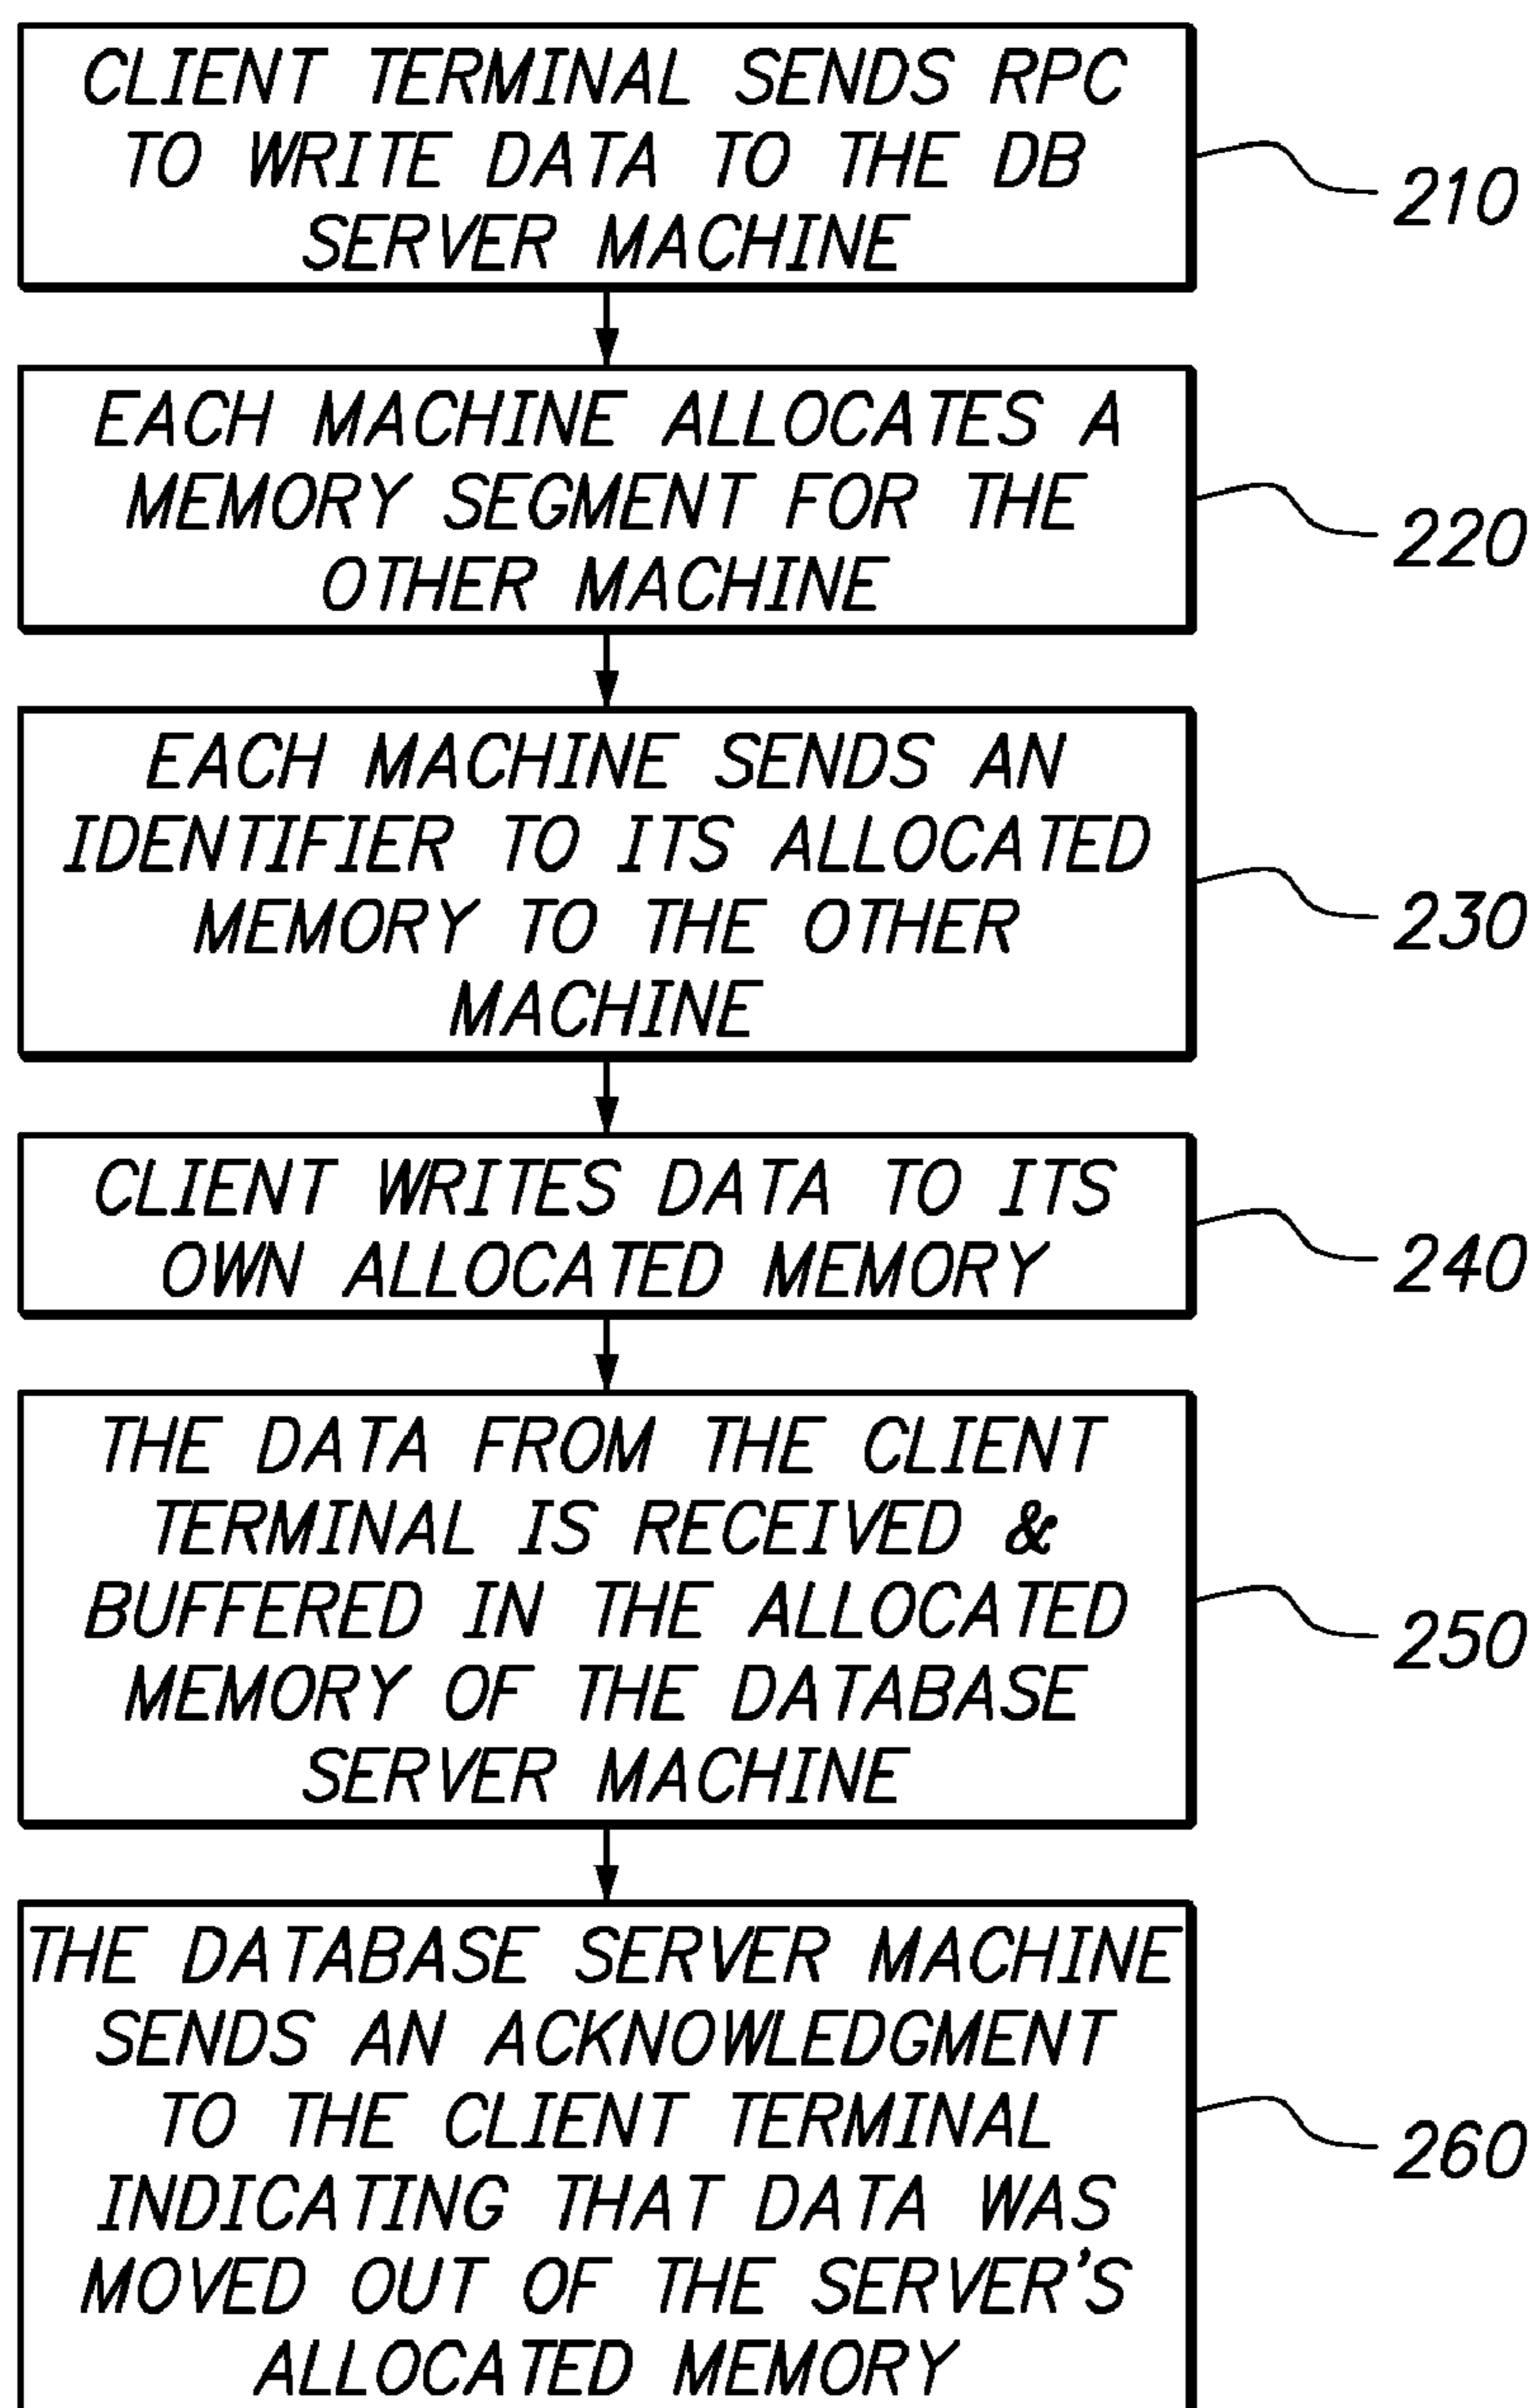 CLIENT TERMINAL SENDS RPC
TO WRITE DATA TO THE DB
SERVER MACHINE
210
EACH MACHINE ALLOCATES A
MEMORY SEGMENT FOR THE
OTHER MACHINE
220
EACH MACHINE SENDS AN
IDENTIFIER TO ITS ALLOCATED
MEMORY TO THE OTHER
MACHINE
230
CLIENT WRITES DATA TO ITS
OWN ALLOCATED MEMORY
240
THE DATA FROM THE CLIENT
TERMINAL IS RECEIVED &
BUFFERED IN THE ALLOCATED
MEMORY OF THE DATABASE
SERVER MACHINE
250
THE DATABASE SERVER MACHINE
SENDS AN ACKNOWLEDGMENT
TO THE CLIENT TERMINAL
INDICATING THAT DATA WAS
MOVED OUT OF THE SERVER'S
ALLOCATED MEMORY
260